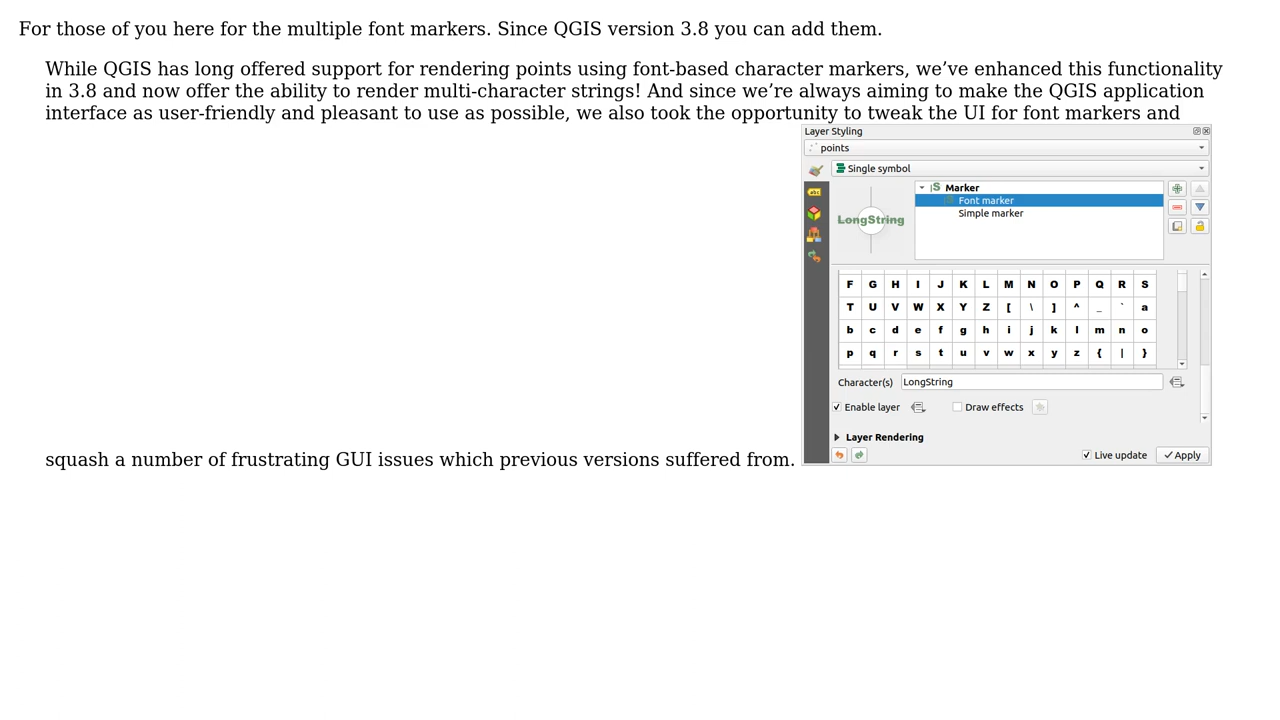 For those of you here for the multiple font markers. Since QGIS version 3.8 you can add them.
While QGIS has long offered support for rendering points using font-based character markers, we’ve enhanced this functionality
in 3.8 and now offer the ability to render multi-character strings! And since we’re always aiming to make the QGIS application
interface as user-friendly and pleasant to use as possible, we also took the opportunity to tweak the UI for font markers and
Layer Styling
points
Single symbol
abc
S Marker
Font marker
Simple marker
LongString
F G H I J K L M N O P Q R S
T U V W X Y Z [ \ ] ^ _ ` a
b c d e f g h i j k l m n o
p q r s t u v w x y z { | }
Character(s) LongString
Enable layer Draw effects
Layer Rendering
Live update Apply
squash a number of frustrating GUI issues which previous versions suffered from.